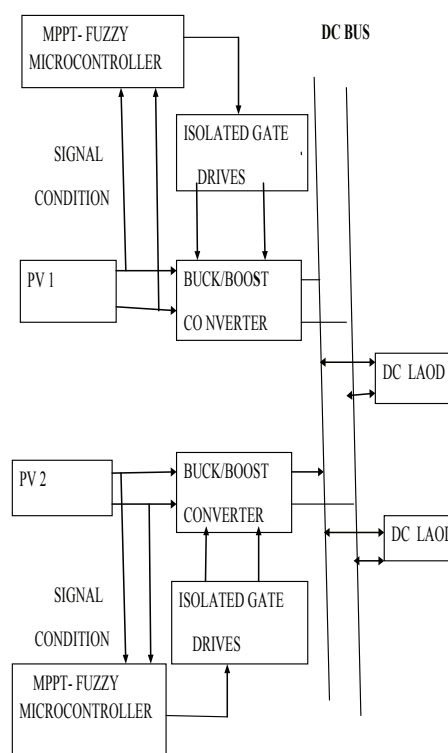 MPPT- FUZZY
MICROCONTROLLER
DC BUS
ISOLATED GATE
DRIVES
SIGNAL
CONDITION
PV 1
BUCK/BOOST
CO NVERTER
DC LAOD
PV 2
BUCK/BOOST
CONVERTER
DC LAOD
SIGNAL
CONDITION
ISOLATED GATE
DRIVES
MPPT- FUZZY
MICROCONTROLLER